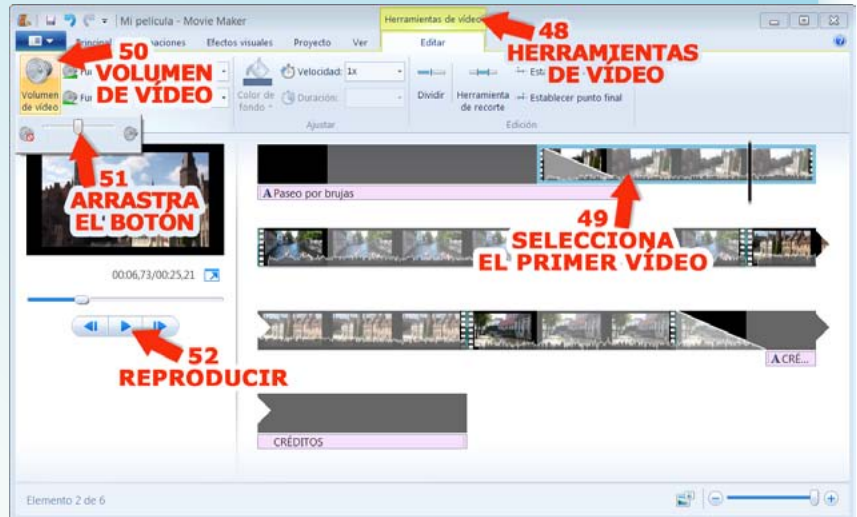 Mi película - Movie Maker
Herramientas de vídeo
Principal
Efectos visuales
Proyecto
Ver
Editar
48
HERRAMIENTAS
DE VÍDEO
50
VOLUMEN
DE VÍDEO
Volumen
de vídeo
Color de
fondo
Velocidad: 1x
Duración:
Ajustar
Dividir
Herramienta
de recorte
Establecer punto final
Edición
51
ARRASTRA
EL BOTÓN
A Paseo por brujas
49
SELECCIONA
EL PRIMER VÍDEO
00:06,73/00:25,21
52
REPRODUCIR
A CRÉ...
CRÉDITOS
Elemento 2 de 6